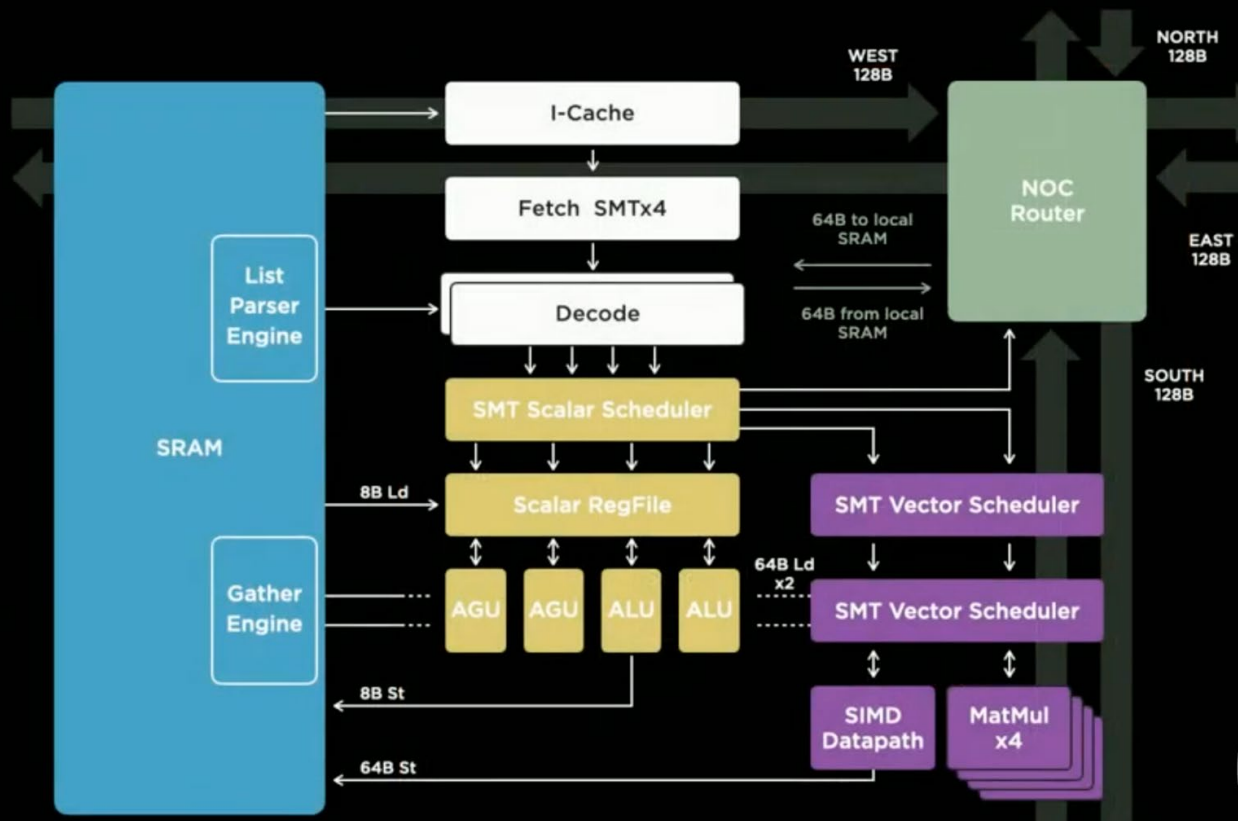 WEST
128B
NORTH
128B
I-Cache
Fetch SMTx4
NOC
Router
64B to local
SRAM
EAST
128B
List
Parser
Engine
Decode
64B from local
SRAM
SOUTH
128B
SMT Scalar Scheduler
SRAM
8B Ld
Scalar RegFile
SMT Vector Scheduler
64B Ld
x2
Gather
Engine
AGU
AGU
ALU
ALU
SMT Vector Scheduler
8B St
SIMD
Datapath
MatMul
x4
64B St